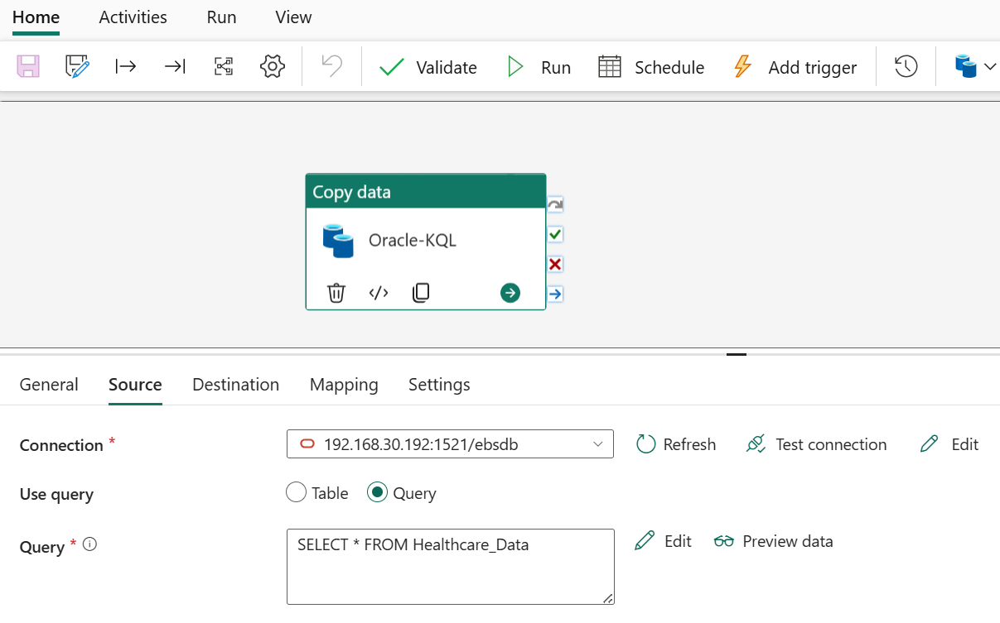 Home Activities Run View
Validate Run Schedule Add trigger
Copy data
Oracle-KQL
General Source Destination Mapping Settings
Connection * 192.168.30.192:1521/ebsdb Refresh Test connection Edit
Use query Table Query
Query * SELECT * FROM Healthcare_Data Edit Preview data